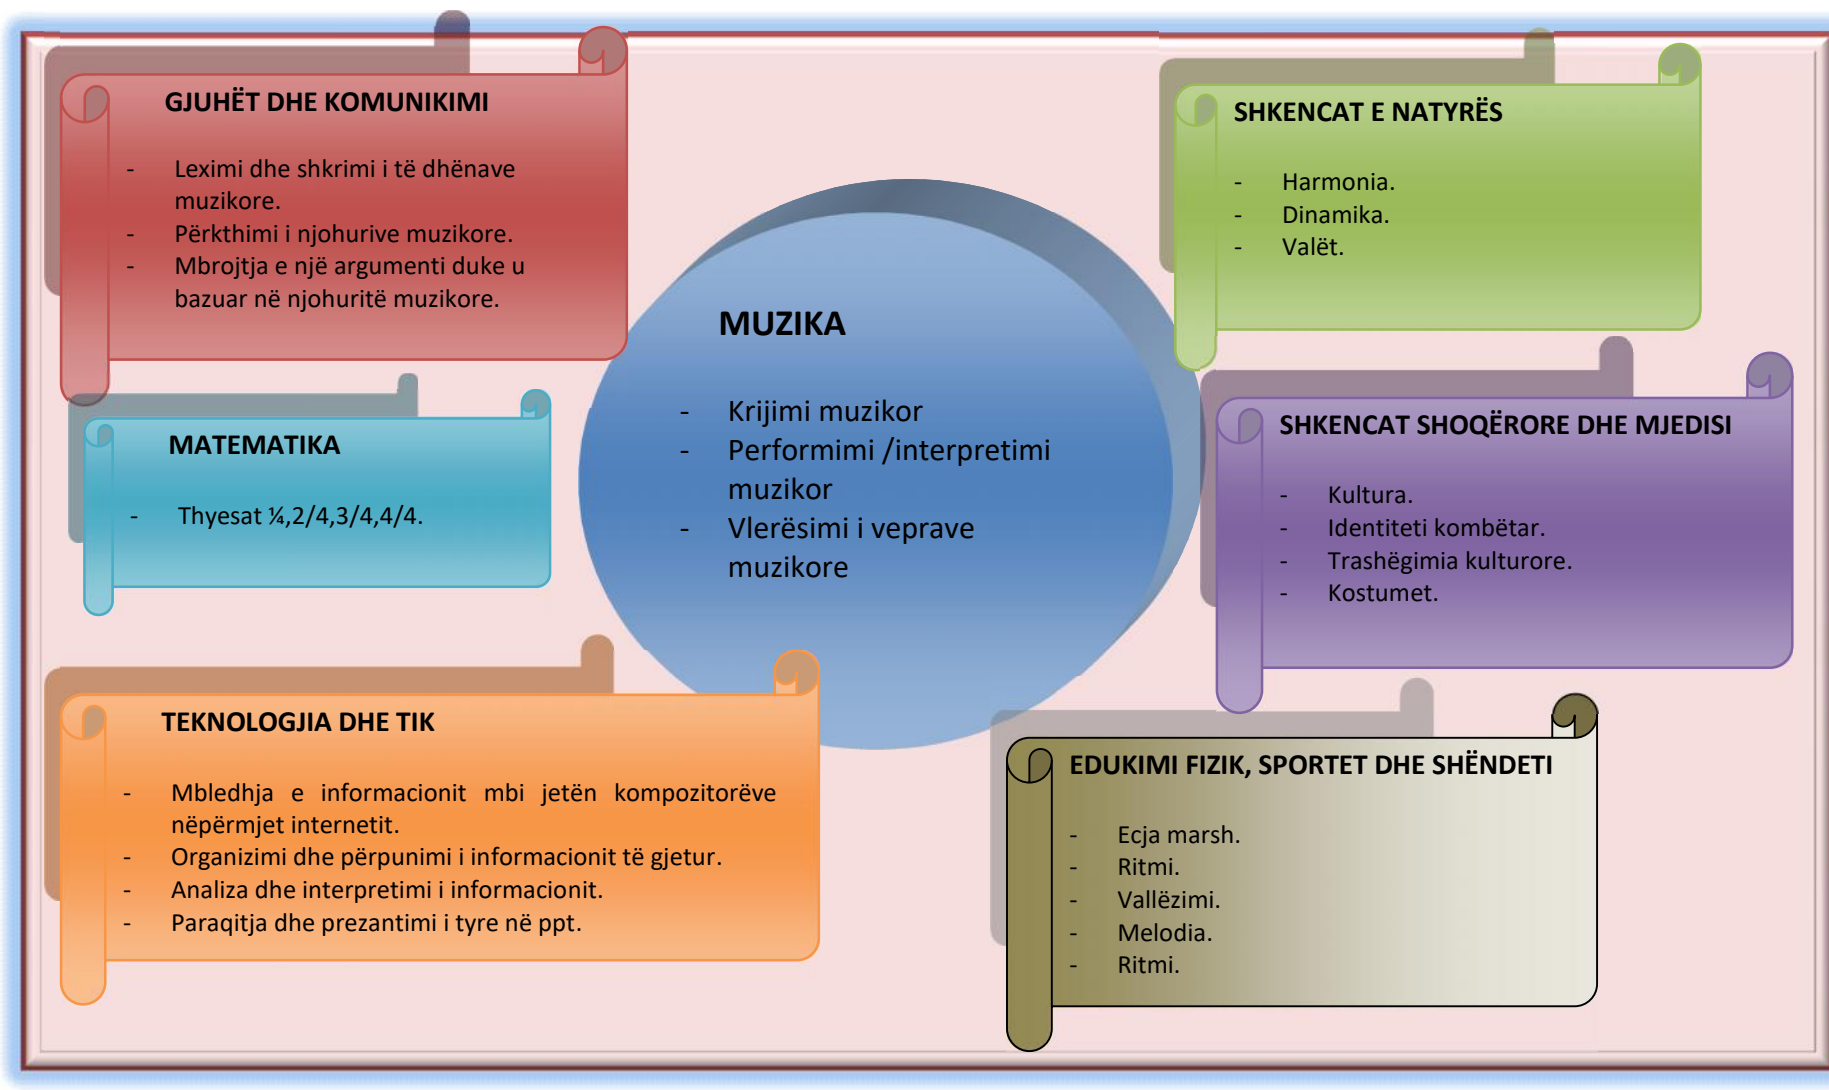 GJUHËT DHE KOMUNIKIMI
- Leximi dhe shkrimi i të dhënave
muzikore.
- Përkthimi i njohurive muzikore.
- Mbrojtja e një argumenti duke u
bazuar në njohuritë muzikore.
SHKENCAT E NATYRËS
- Harmonia.
- Dinamika.
- Valët.
MUZIKA
- Krijimi muzikor
- Performimi /interpretimi
muzikor
- Vlerësimi i veprave
muzikore
MATEMATIKA
- Thyesat ¼,2/4,3/4,4/4.
SHKENCAT SHOQËRORE DHE MJEDISI
- Kultura.
- Identiteti kombëtar.
- Trashëgimia kulturore.
- Kostumet.
TEKNOLOGJIA DHE TIK
- Mbledhja e informacionit mbi jetën kompozitorëve
nëpërmjet internetit.
- Organizimi dhe përpunimi i informacionit të gjetur.
- Analiza dhe interpretimi i informacionit.
- Paraqitja dhe prezantimi i tyre në ppt.
EDUKIMI FIZIK, SPORTET DHE SHËNDETI
- Ecja marsh.
- Ritmi.
- Vallëzimi.
- Melodia.
- Ritmi.